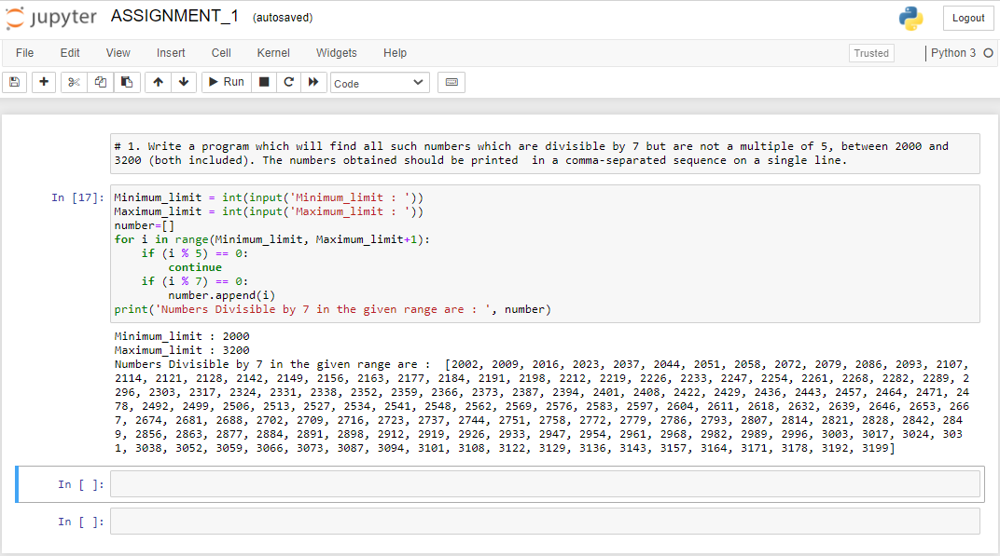 jupyter ASSIGNMENT_1 (autosaved) Logout
File Edit View Insert Cell Kernel Widgets Help Trusted Python 3
Run Code
# 1. Write a program which will find all such numbers which are divisible by 7 but are not a multiple of 5, between 2000 and
3200 (both included). The numbers obtained should be printed  in a comma-separated sequence on a single line.
In [17]: Minimum_limit = int(input('Minimum_limit : '))
Maximum_limit = int(input('Maximum_limit : '))
number=[]
for i in range(Minimum_limit, Maximum_limit+1):
    if (i % 5) == 0:
        continue
    if (i % 7) == 0:
        number.append(i)
print('Numbers Divisible by 7 in the given range are : ', number)
Minimum_limit : 2000
Maximum_limit : 3200
Numbers Divisible by 7 in the given range are :  [2002, 2009, 2016, 2023, 2037, 2044, 2051, 2058, 2072, 2079, 2086, 2093, 2107,
2114, 2121, 2128, 2142, 2149, 2156, 2163, 2177, 2184, 2191, 2198, 2212, 2219, 2226, 2233, 2247, 2254, 2261, 2268, 2282, 2289, 2
296, 2303, 2317, 2324, 2331, 2338, 2352, 2359, 2366, 2373, 2387, 2394, 2401, 2408, 2422, 2429, 2436, 2443, 2457, 2464, 2471, 24
78, 2492, 2499, 2506, 2513, 2527, 2534, 2541, 2548, 2562, 2569, 2576, 2583, 2597, 2604, 2611, 2618, 2632, 2639, 2646, 2653, 266
7, 2674, 2681, 2688, 2702, 2709, 2716, 2723, 2737, 2744, 2751, 2758, 2772, 2779, 2786, 2793, 2807, 2814, 2821, 2828, 2842, 284
9, 2856, 2863, 2877, 2884, 2891, 2898, 2912, 2919, 2926, 2933, 2947, 2954, 2961, 2968, 2982, 2989, 2996, 3003, 3017, 3024, 303
1, 3038, 3052, 3059, 3066, 3073, 3087, 3094, 3101, 3108, 3122, 3129, 3136, 3143, 3157, 3164, 3171, 3178, 3192, 3199]
In [ ]:
In [ ]: